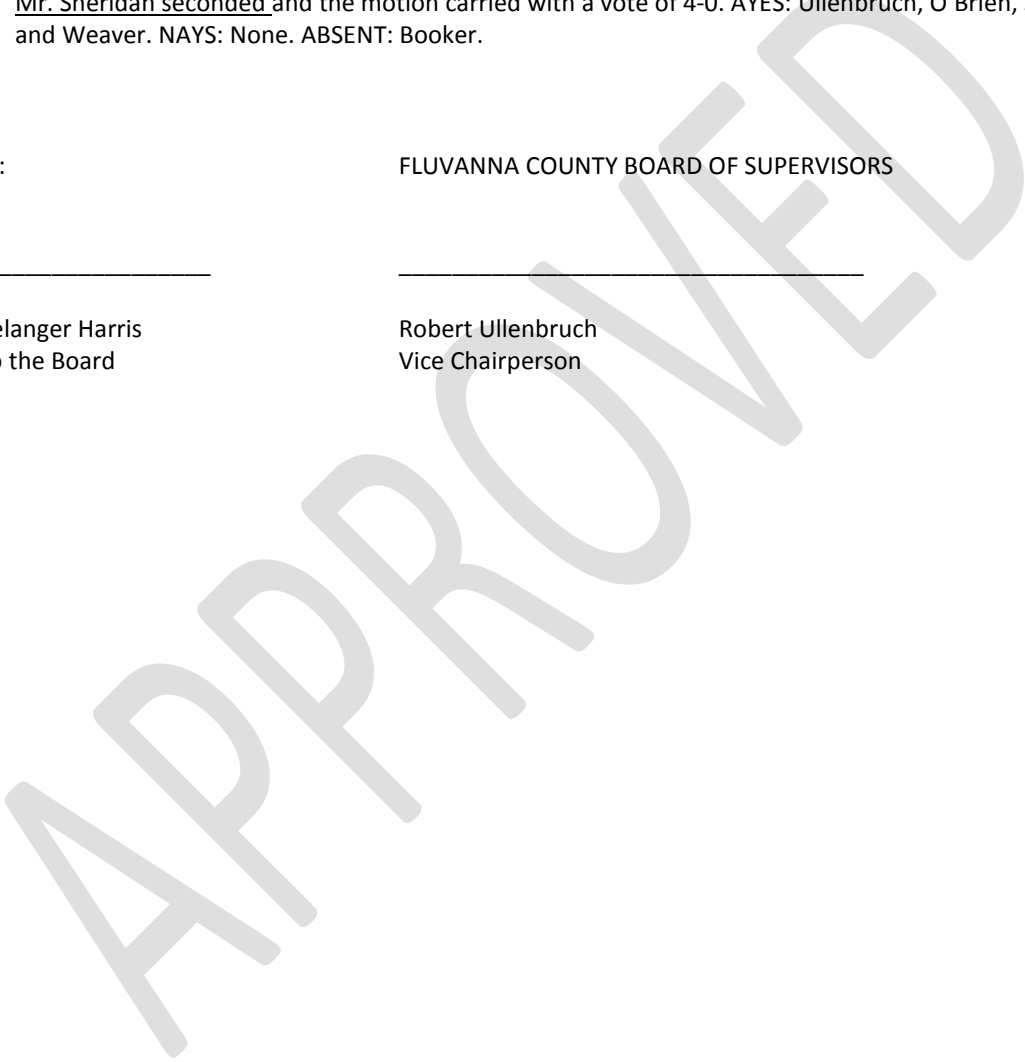 Mr. Sheridan seconded and the motion carried with a vote of 4-0. AYES: Ullenbruch, O'Brien,
and Weaver. NAYS: None. ABSENT: Booker.
: FLUVANNA COUNTY BOARD OF SUPERVISORS
elanger Harris Robert Ullenbruch
the Board Vice Chairperson
APPROVED